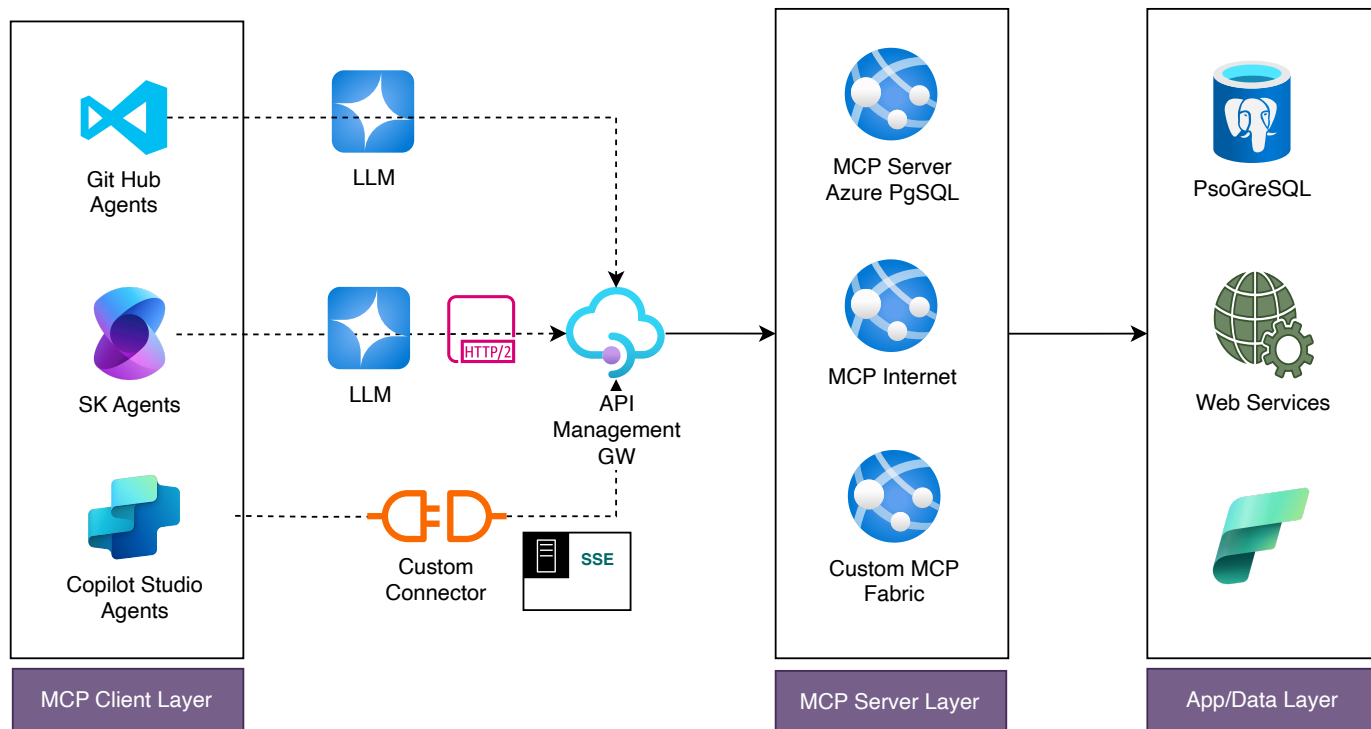 Git Hub
Agents
SK Agents
Copilot Studio
Agents
MCP Client Layer
LLM
LLM
HTTP/2
API
Management
GW
Custom
Connector
SSE
MCP Server
Azure PgSQL
MCP Internet
Custom MCP
Fabric
MCP Server Layer
PsoGreSQL
Web Services
App/Data Layer